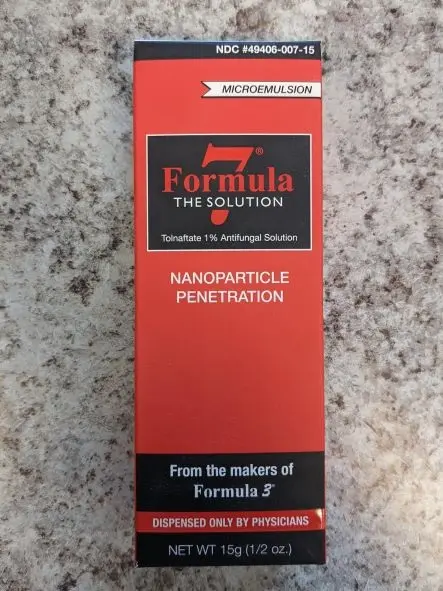 NDC #49406-007-15
MICROEMULSION
7®
Formula
THE SOLUTION
Tolnaftate 1% Antifungal Solution
NANOPARTICLE
PENETRATION
From the makers of
Formula 3®
DISPENSED ONLY BY PHYSICIANS
NET WT 15g (1/2 oz.)